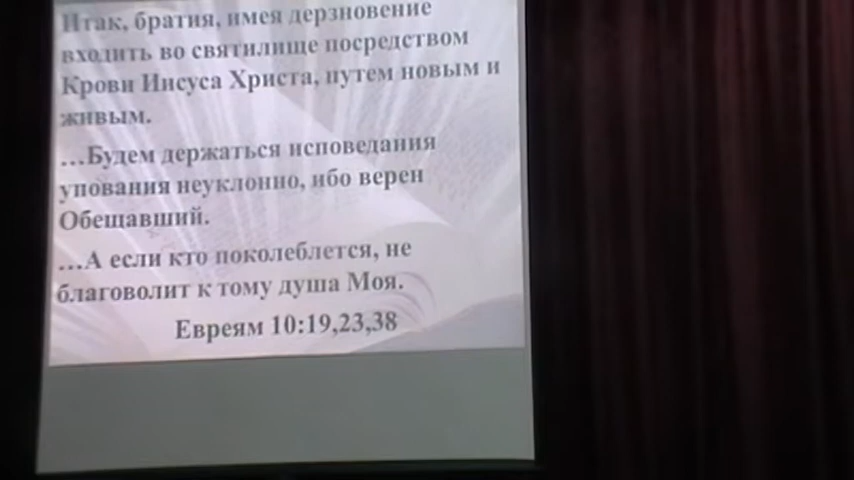 Итак, братия, имея дерзновение
входить во святилище посредством
Крови Иисуса Христа, путем новым и
живым.
…Будем держаться исповедания
упования неуклонно, ибо верен
Обещавший.
…А если кто поколеблется, не
благоволит к тому душа Моя.
Евреям 10:19,23,38